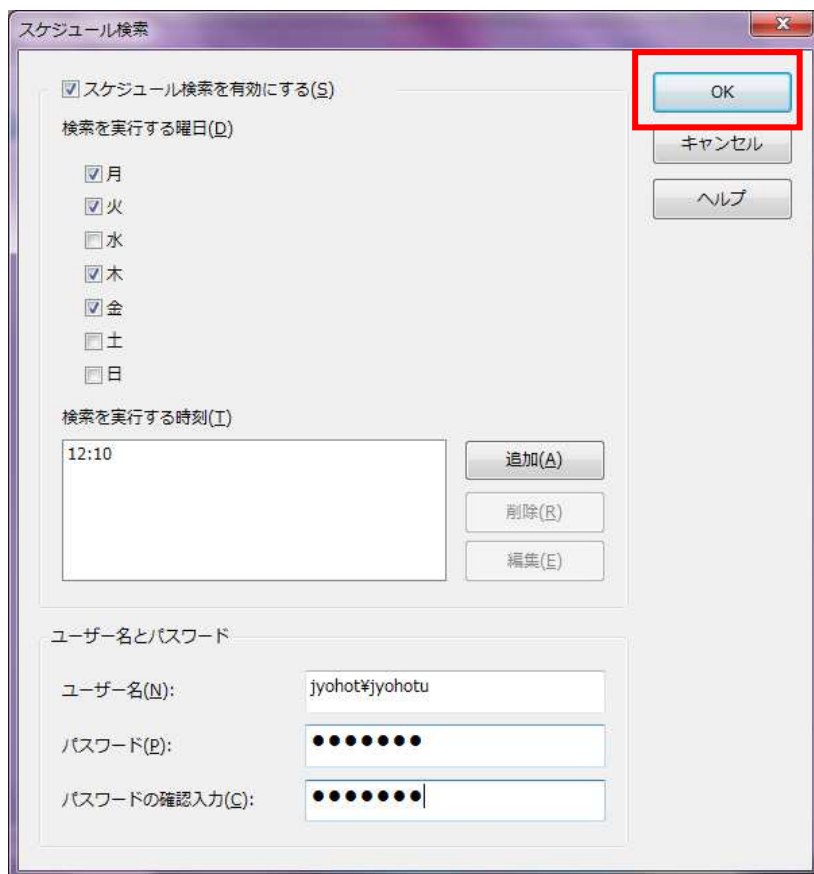 スケジュール検索
スケジュール検索を有効にする(S)
OK
検索を実行する曜日(D)
キャンセル
月
ヘルプ
火
水
木
金
土
日
検索を実行する時刻(T)
12:10
追加(A)
削除(R)
編集(E)
ユーザー名とパスワード
ユーザー名(N):
jyohot¥jyohotu
パスワード(P):
●●●●●●●
パスワードの確認入力(C):
●●●●●●●